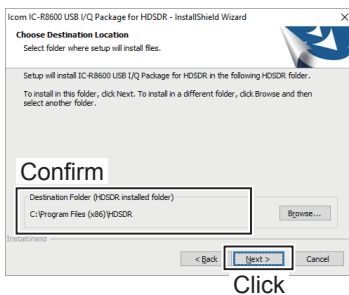 Icom IC-R8600 USB I/Q Package for HDSDR - InstallShield Wizard
Choose Destination Location
Select folder where setup will install files.
Setup will install IC-R8600 USB I/Q Package for HDSDR in the following HDSDR folder.
To install in this folder, click Next. To install in a different folder, click Browse and then
select another folder.
Confirm
Destination Folder (HDSDR installed folder)
C:\Program Files (x86)\HDSDR
Browse...
InstallShield
< Back
Next >
Cancel
Click